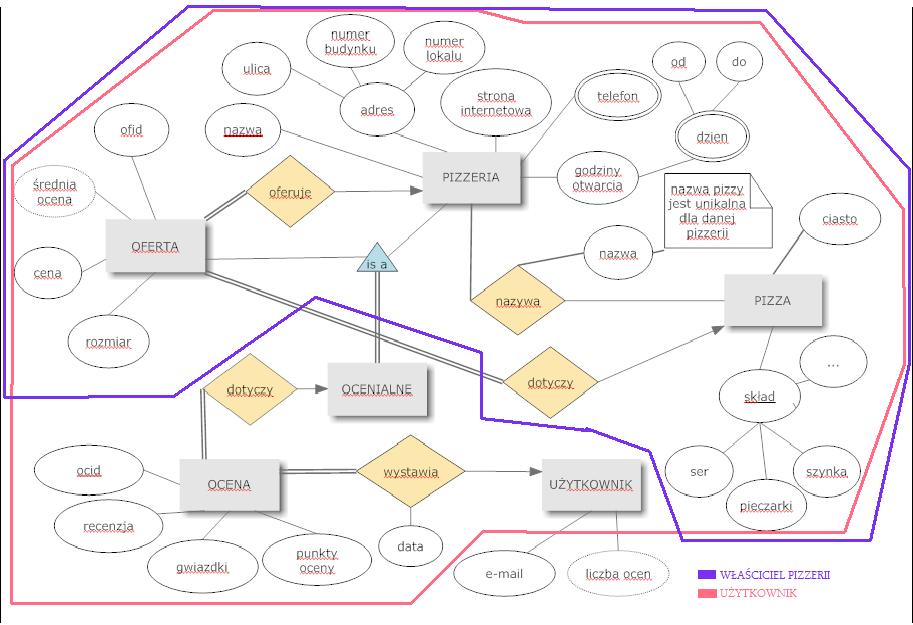 numer
budynku
numer
lokalu
ulica
od
do
strona
internetowa
telefon
adres
ofid
nazwa
dzien
PIZZERIA
godziny
otwarcia
średnia
ocena
oferuje
nazwa pizzy
jest unikalna
dla danej
pizzerii
ciasto
OFERTA
nazwa
is a
cena
nazywa
PIZZA
rozmiar
...
dotyczy
OCENIALNE
dotyczy
skład
ocid
OCENA
wystawia
UŻYTKOWNIK
ser
szynka
pieczarki
recenzja
data
gwiazdki
punkty
oceny
e-mail
liczba ocen
WŁAŚCICIEL PIZZERII
UŻYTKOWNIK